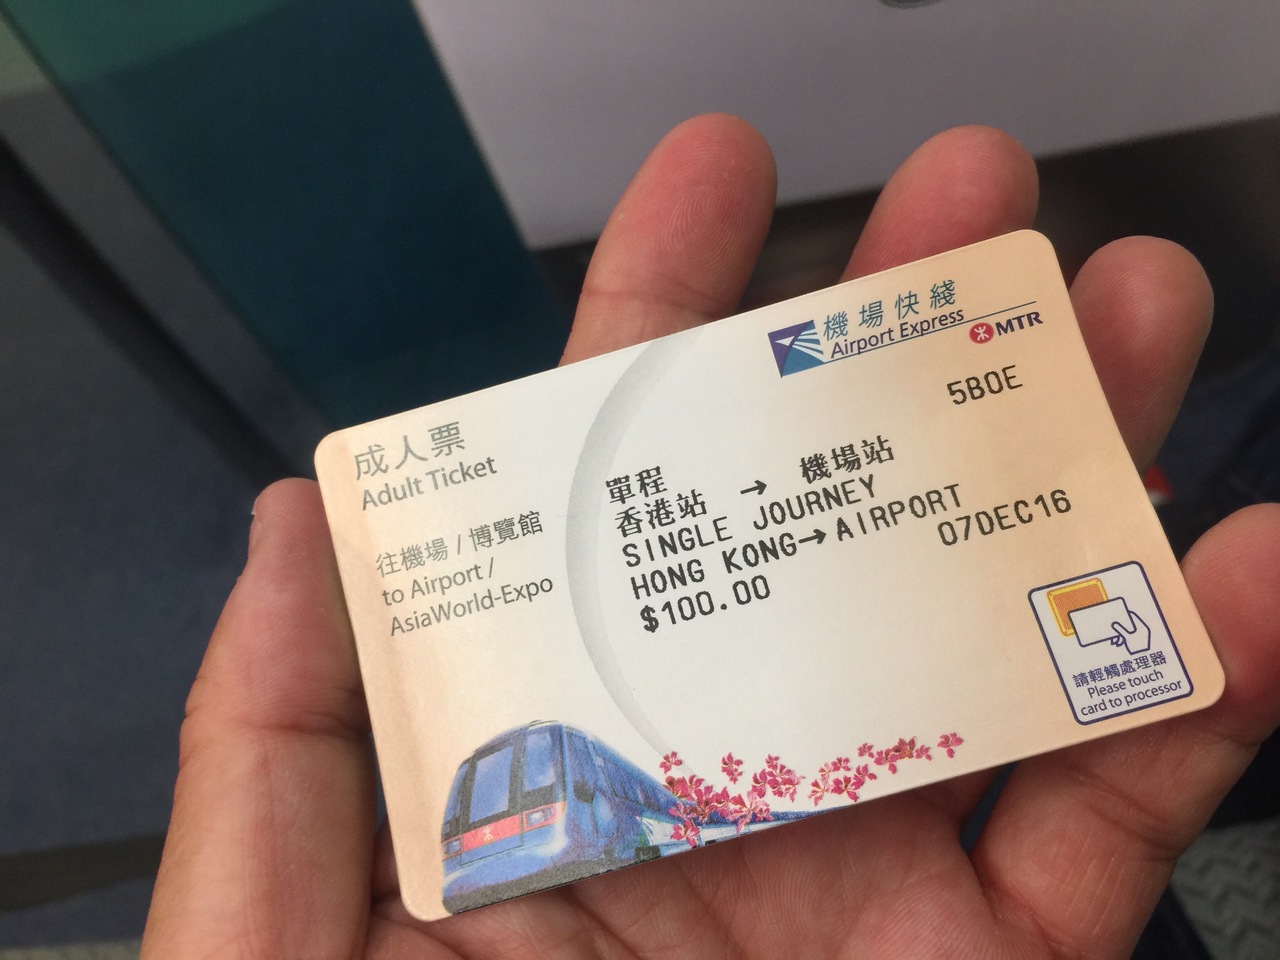 機場快綫
Airport Express
MTR
5B0E
成人票
Adult Ticket
往機場 / 博覽館
to Airport /
AsiaWorld-Expo
單程
香港站 → 機場站
SINGLE JOURNEY
HONG KONG→AIRPORT
$100.00
07DEC16
請輕觸處理器
Please touch
card to processor